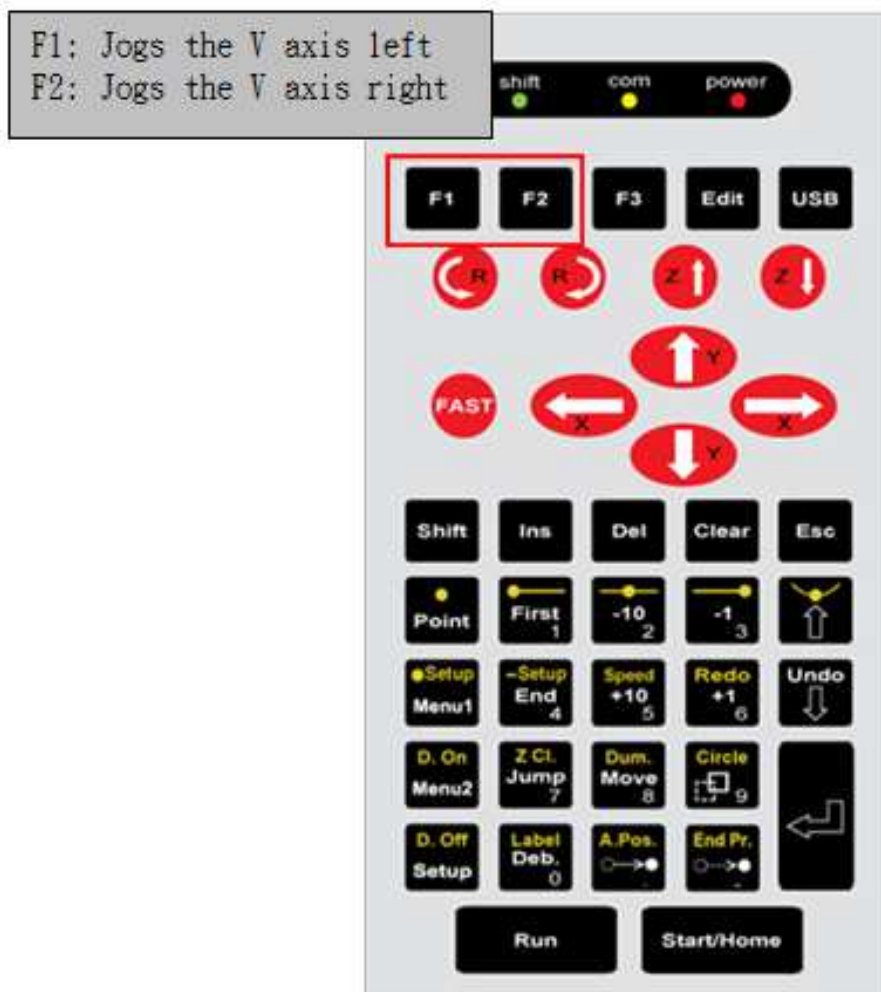 F1: Jogs the V axis left
F2: Jogs the V axis right
shift com power
F1 F2 F3 Edit USB
R R Z Z
Y
FAST X X
Y
Shift Ins Del Clear Esc
Point First 1 -10 2 -1 3
Setup Menu1 -Setup End 4 Speed +10 5 Redo +1 6 Undo
D. On Menu2 Z Cl. Jump 7 Dum. Move 8 Circle 9
D. Off Setup Label Deb. 0 A.Pos. . End Pr. -
Run Start/Home